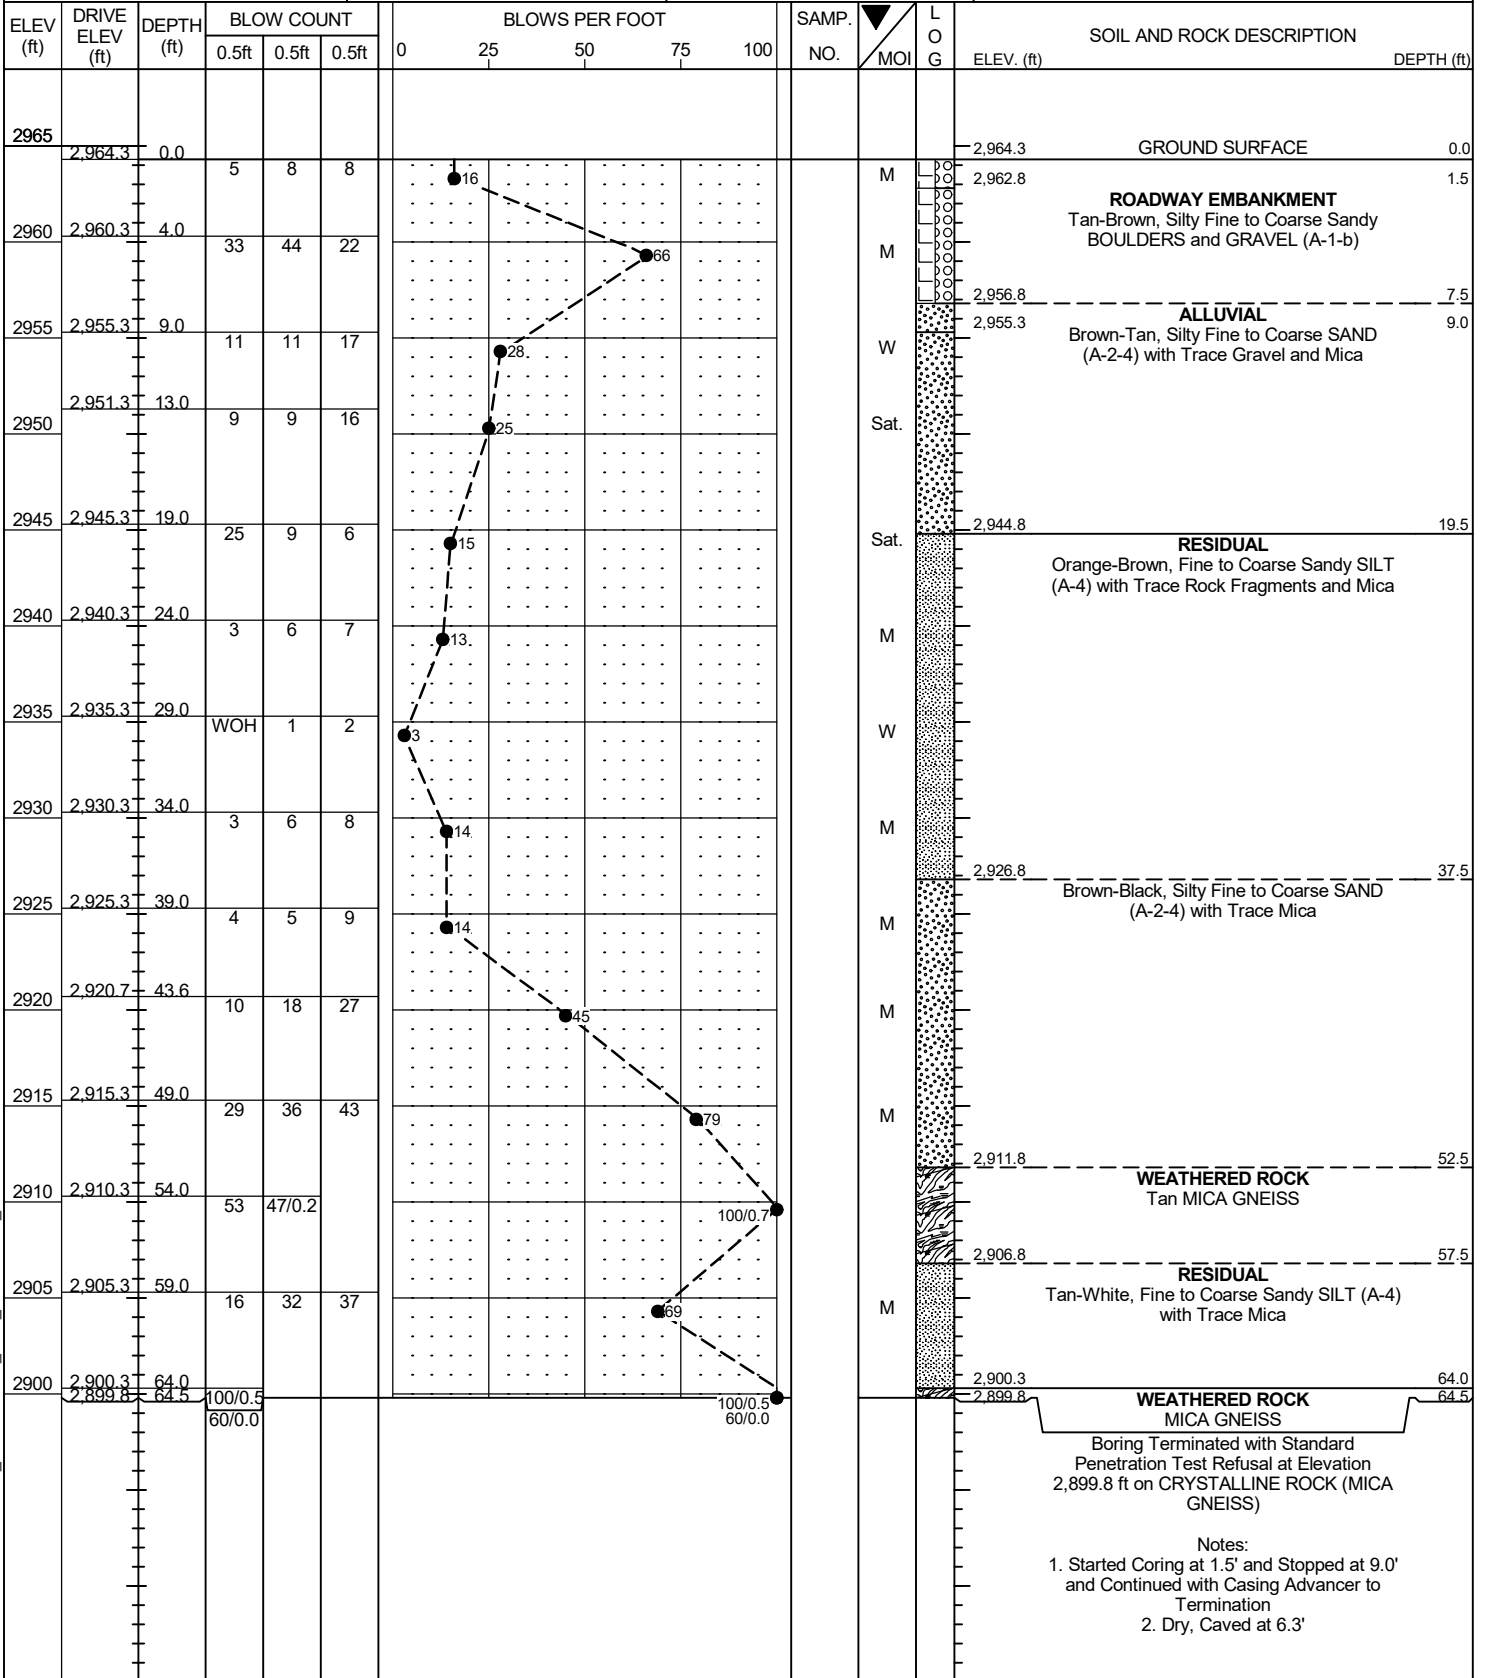 ELEV (ft) DRIVE ELEV (ft) DEPTH (ft) BLOW COUNT BLOWS PER FOOT SAMP. NO. MOI L O G SOIL AND ROCK DESCRIPTION
0.5ft 0.5ft 0.5ft 0 25 50 75 100 ELEV. (ft) DEPTH (ft)
2965
2,964.3 0.0 2,964.3 GROUND SURFACE 0.0
5 8 8 16 M 2,962.8 1.5
ROADWAY EMBANKMENT
Tan-Brown, Silty Fine to Coarse Sandy
BOULDERS and GRAVEL (A-1-b)
2960 2,960.3 4.0
33 44 22 66 M
2,956.8 7.5
ALLUVIAL
2955 2,955.3 9.0 2,955.3 9.0
Brown-Tan, Silty Fine to Coarse SAND
(A-2-4) with Trace Gravel and Mica
11 11 17 28 W
2950 2,951.3 13.0
9 9 16 25 Sat.
2945 2,945.3 19.0 2,944.8 19.5
25 9 6 15 Sat.
RESIDUAL
Orange-Brown, Fine to Coarse Sandy SILT
(A-4) with Trace Rock Fragments and Mica
2940 2,940.3 24.0
3 6 7 13 M
2935 2,935.3 29.0
WOH 1 2 3 W
2930 2,930.3 34.0
3 6 8 14 M
2,926.8 37.5
Brown-Black, Silty Fine to Coarse SAND
(A-2-4) with Trace Mica
2925 2,925.3 39.0
4 5 9 14 M
2920 2,920.7 43.6
10 18 27 45 M
2915 2,915.3 49.0
29 36 43 79 M
2,911.8 52.5
WEATHERED ROCK
Tan MICA GNEISS
2910 2,910.3 54.0
53 47/0.2 100/0.7
2,906.8 57.5
RESIDUAL
Tan-White, Fine to Coarse Sandy SILT (A-4)
with Trace Mica
2905 2,905.3 59.0
16 32 37 69 M
2900 2,900.3 64.0 2,900.3 64.0
2,899.8 64.5 100/0.5 100/0.5 2,899.8 64.5
60/0.0 60/0.0
WEATHERED ROCK
MICA GNEISS
Boring Terminated with Standard
Penetration Test Refusal at Elevation
2,899.8 ft on CRYSTALLINE ROCK (MICA
GNEISS)
Notes:
1. Started Coring at 1.5' and Stopped at 9.0'
and Continued with Casing Advancer to
Termination
2. Dry, Caved at 6.3'